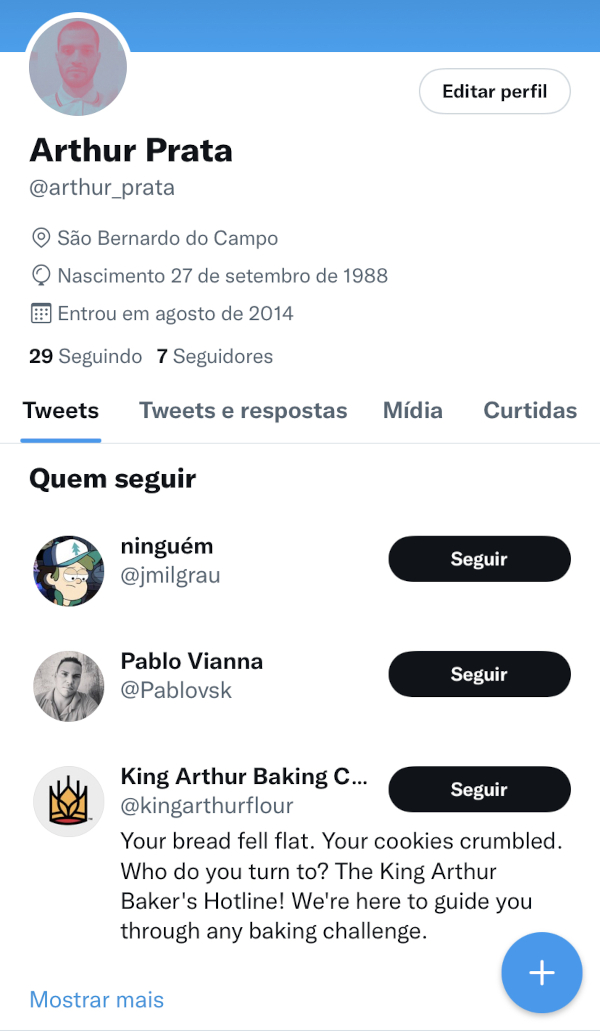 Editar perfil
Arthur Prata
@arthur_prata
São Bernardo do Campo
Nascimento 27 de setembro de 1988
Entrou em agosto de 2014
29 Seguindo 7 Seguidores
Tweets Tweets e respostas Mídia Curtidas
Quem seguir
ninguém
@jmilgrau
Seguir
Pablo Vianna
@Pablovsk
Seguir
King Arthur Baking C...
@kingarthurflour
Seguir
Your bread fell flat. Your cookies crumbled.
Who do you turn to? The King Arthur
Baker's Hotline! We're here to guide you
through any baking challenge.
Mostrar mais